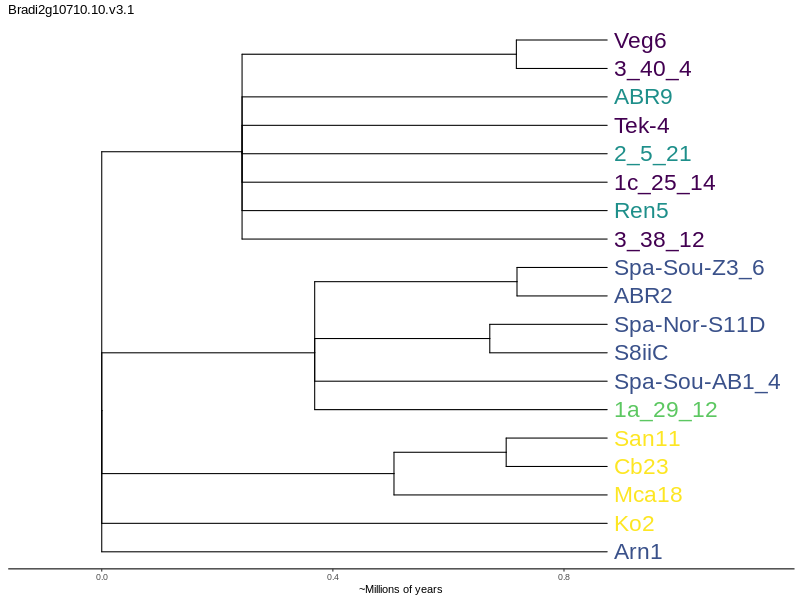 Bradi2g10710.10.v3.1
Veg6
3_40_4
ABR9
Tek-4
2_5_21
1c_25_14
Ren5
3_38_12
Spa-Sou-Z3_6
ABR2
Spa-Nor-S11D
S8iiC
Spa-Sou-AB1_4
1a_29_12
San11
Cb23
Mca18
Ko2
Arn1
0.0 0.4 0.8
~Millions of years